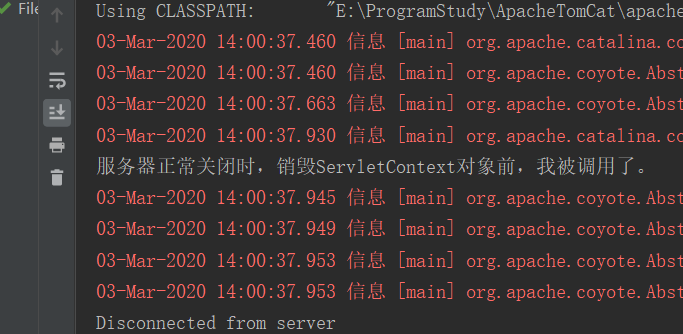 File
Using CLASSPATH: "E:\ProgramStudy\ApacheTomCat\apache
03-Mar-2020 14:00:37.460 信息 [main] org.apache.catalina.co
03-Mar-2020 14:00:37.460 信息 [main] org.apache.coyote.Abst
03-Mar-2020 14:00:37.663 信息 [main] org.apache.coyote.Abst
03-Mar-2020 14:00:37.930 信息 [main] org.apache.catalina.co
服务器正常关闭时，销毁ServletContext对象前，我被调用了。
03-Mar-2020 14:00:37.945 信息 [main] org.apache.coyote.Abst
03-Mar-2020 14:00:37.949 信息 [main] org.apache.coyote.Abst
03-Mar-2020 14:00:37.953 信息 [main] org.apache.coyote.Abst
03-Mar-2020 14:00:37.953 信息 [main] org.apache.coyote.Abst
Disconnected from server